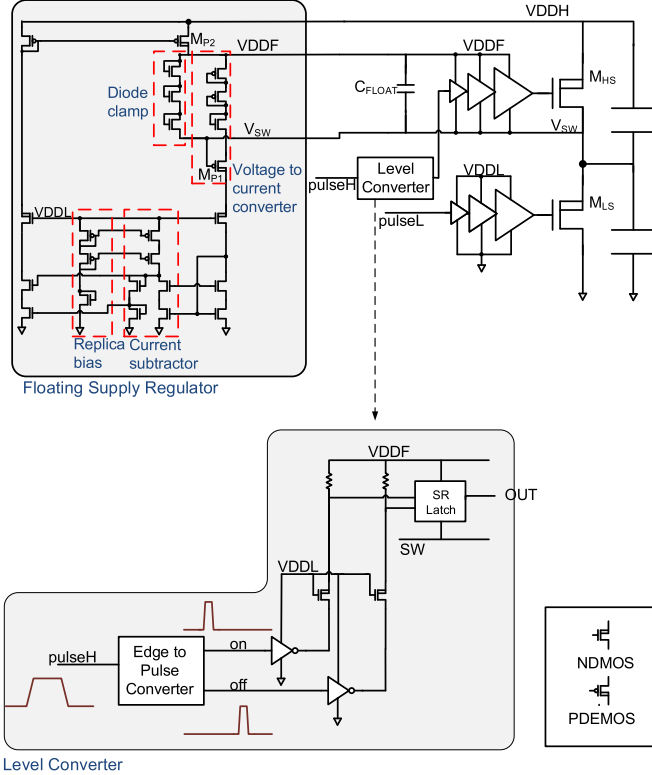 VDDH
MP2
VDDF
VDDF
Diode
clamp
CFLOAT
MHS
VSW
VSW
MP1
Voltage to
current
converter
Level
Converter
pulseH
VDDL
MLS
VDDL
pulseL
Replica
bias
Current
subtractor
Floating Supply Regulator
VDDF
SR
Latch
OUT
SW
VDDL
pulseH
Edge to
Pulse
Converter
on
off
NDMOS
PDEMOS
Level Converter